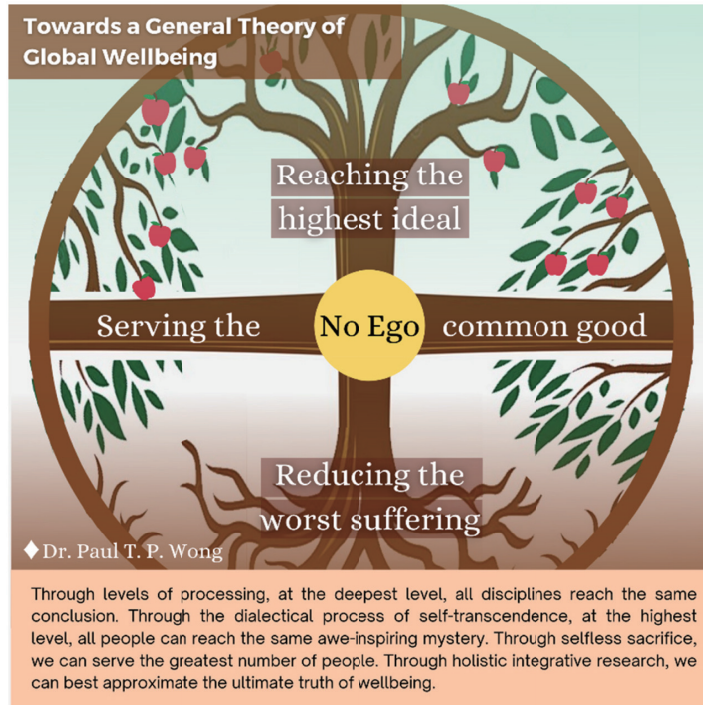 Towards a General Theory of
Global Wellbeing
Reaching the
highest ideal
Serving the No Ego common good
Reducing the
worst suffering
Dr. Paul T. P. Wong
Through levels of processing, at the deepest level, all disciplines reach the same
conclusion. Through the dialectical process of self-transcendence, at the highest
level, all people can reach the same awe-inspiring mystery. Through selfless sacrifice,
we can serve the greatest number of people. Through holistic integrative research, we
can best approximate the ultimate truth of wellbeing.